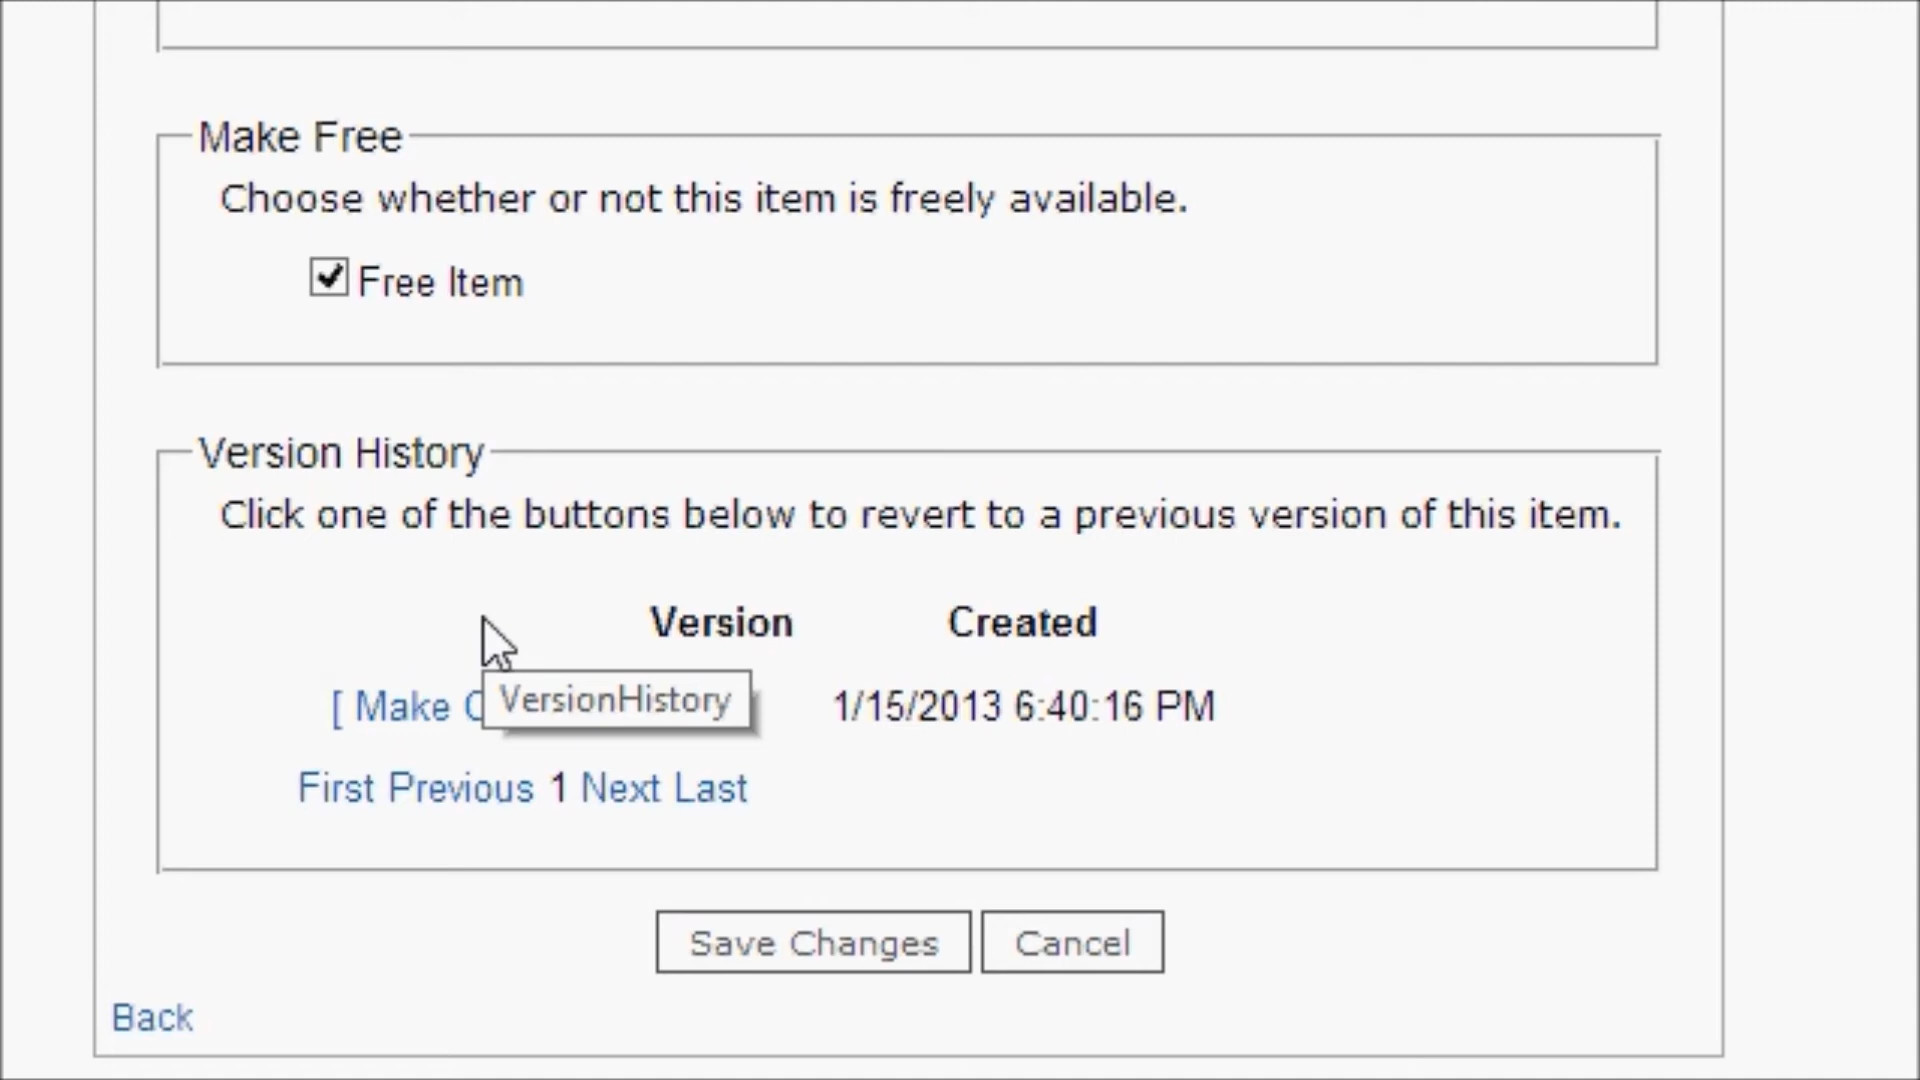 Make Free
Choose whether or not this item is freely available.
Free Item
Version History
Click one of the buttons below to revert to a previous version of this item.
Version Created
[ Make VersionHistory 1/15/2013 6:40:16 PM
First Previous 1 Next Last
Save Changes Cancel
Back